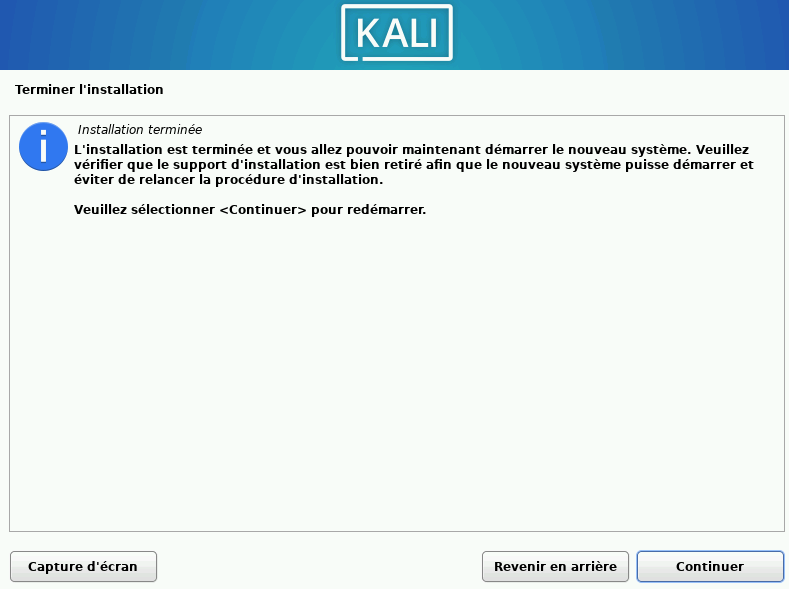 KALI
Terminer l'installation
Installation terminée
L'installation est terminée et vous allez pouvoir maintenant démarrer le nouveau système. Veuillez
vérifier que le support d'installation est bien retiré afin que le nouveau système puisse démarrer et
éviter de relancer la procédure d'installation.
Veuillez sélectionner <Continuer> pour redémarrer.
Capture d'écran
Revenir en arrière
Continuer